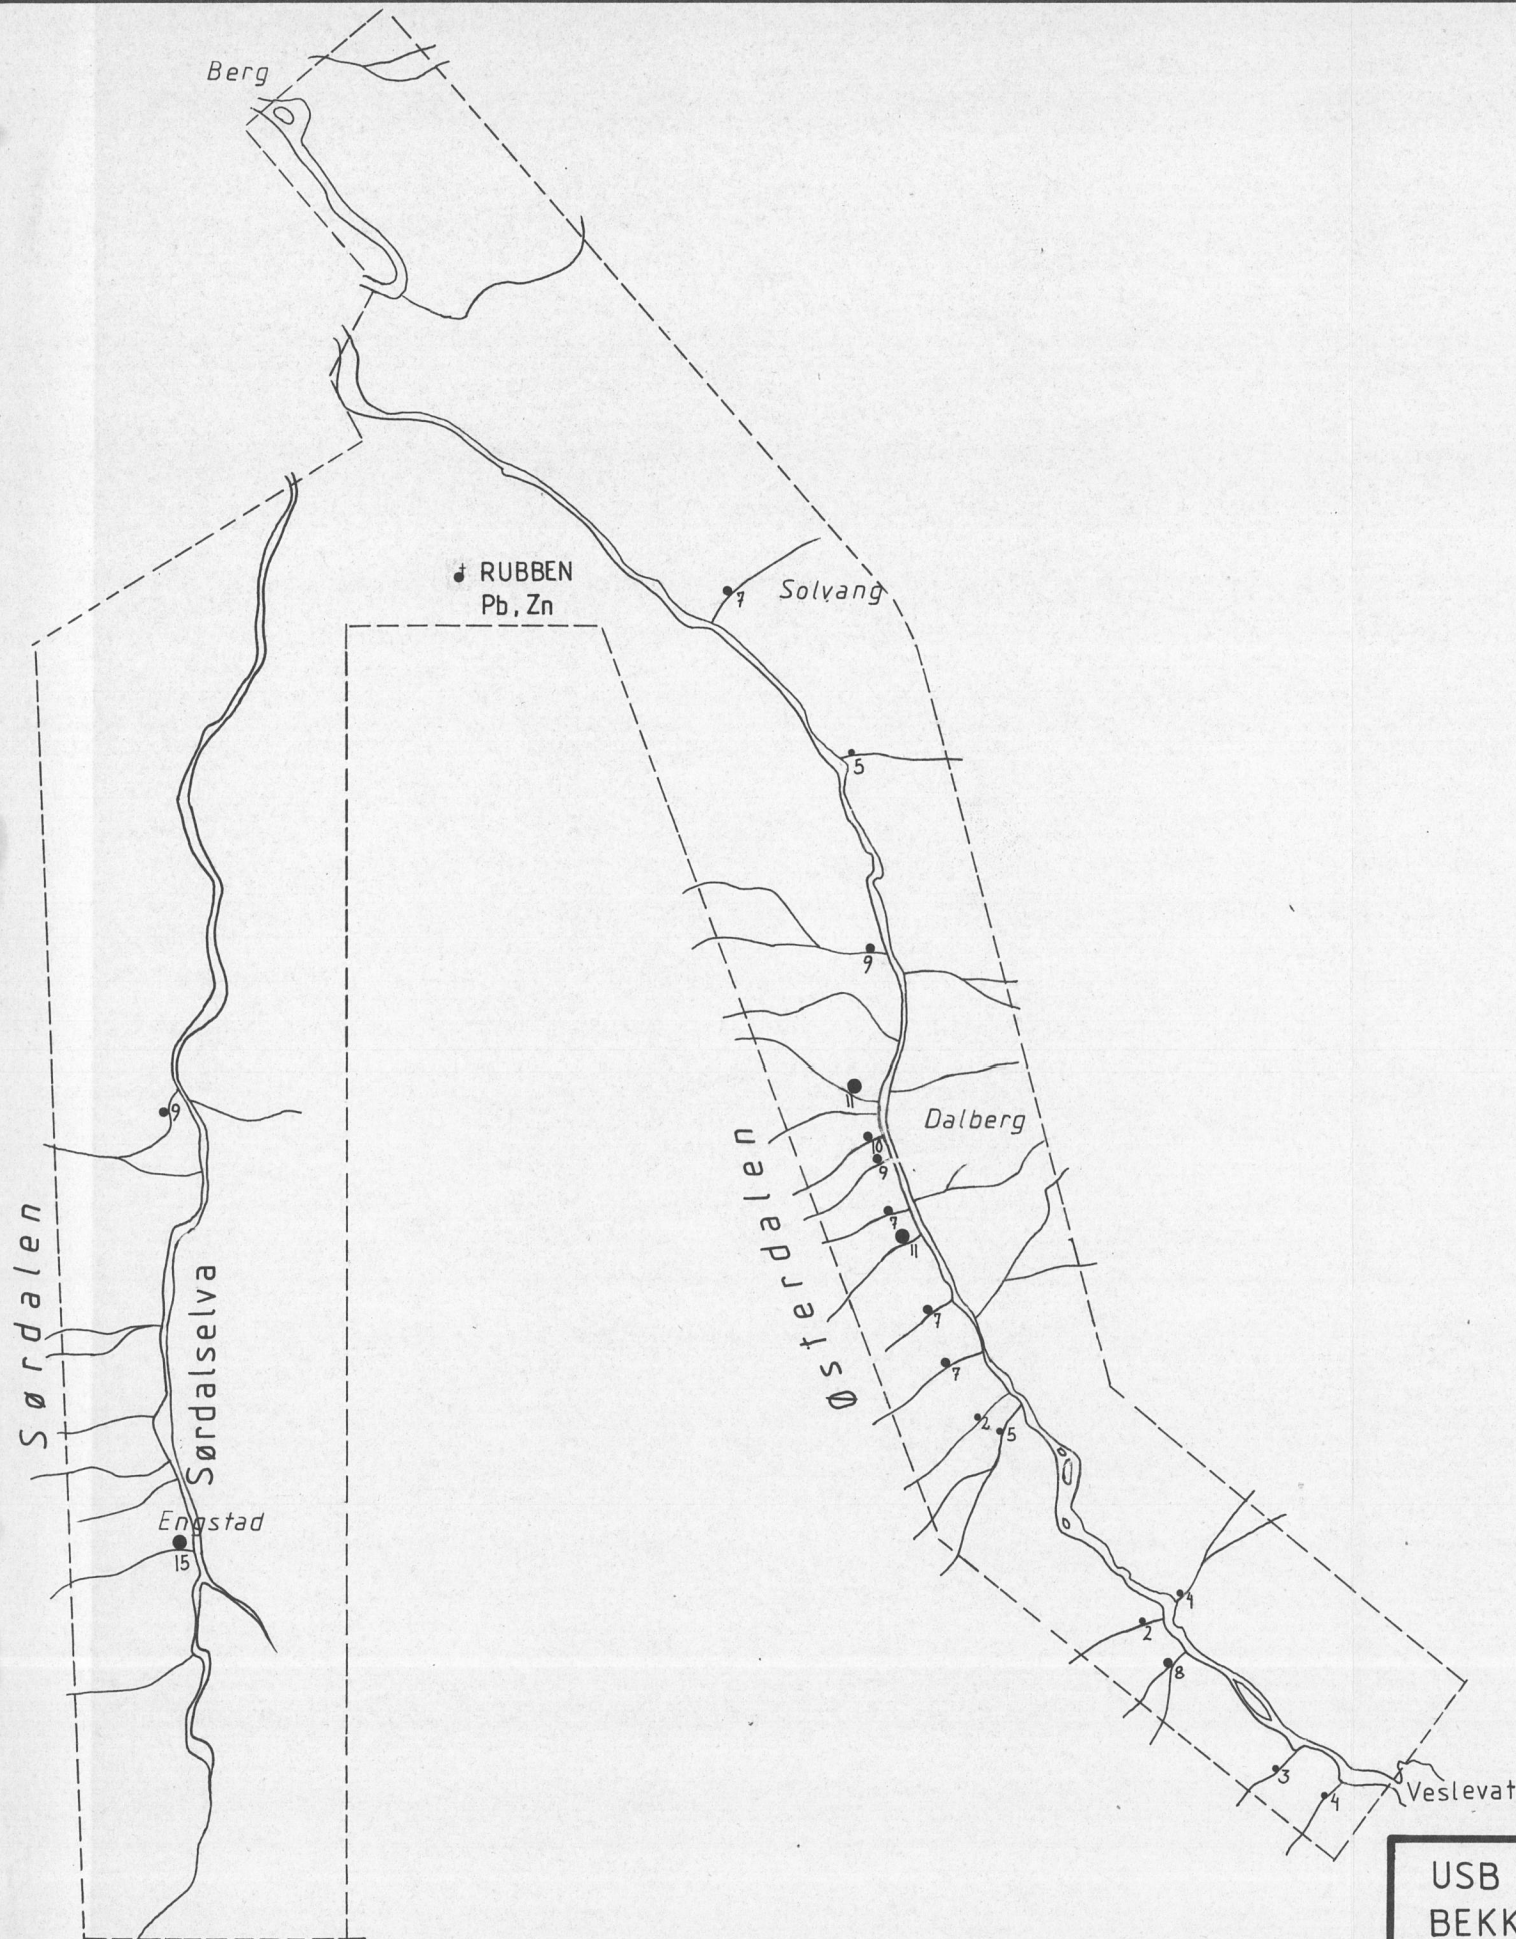 Berg
RUBBEN
Pb, Zn
7
Solvang
5
9
11
Dalberg
10
9
7
11
7
7
2
5
4
2
8
3
4
Veslevat
Østerdalen
9
Sørdalen
Sørdalselva
Engstad
15
USB
BEKK